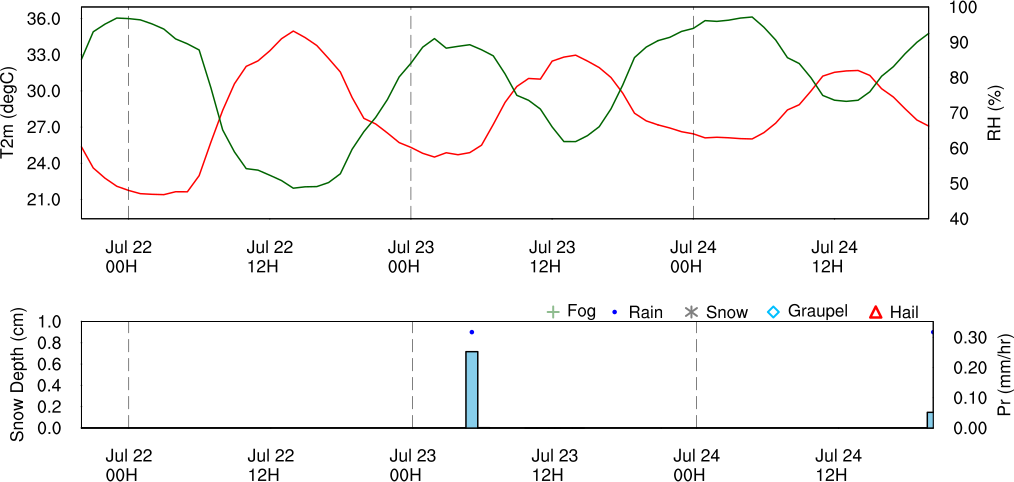 36.0
33.0
30.0
27.0
24.0
21.0
T2m (degC)
100
90
80
70
60
50
40
RH (%)
Jul 22 Jul 22 Jul 23 Jul 23 Jul 24 Jul 24
00H 12H 00H 12H 00H 12H
Fog Rain Snow Graupel Hail
1.0
0.8
0.6
0.4
0.2
0.0
Snow Depth (cm)
0.30
0.20
0.10
0.00
Pr (mm/hr)
Jul 22 Jul 22 Jul 23 Jul 23 Jul 24 Jul 24
00H 12H 00H 12H 00H 12H